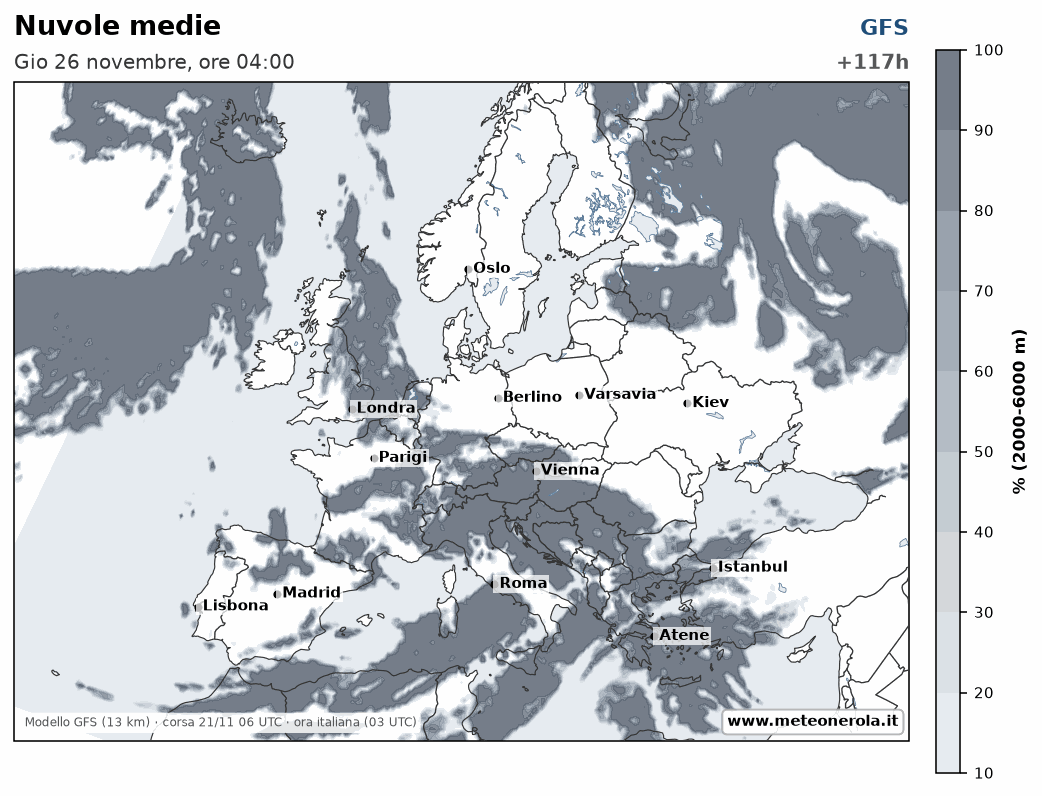 Nuvole medie
GFS
Gio 26 novembre, ore 04:00
+117h
100
90
80
70
60
50
40
30
20
10
% (2000-6000 m)
Oslo
Berlino
Varsavia
Kiev
Londra
Parigi
Vienna
Istanbul
Roma
Madrid
Lisbona
Atene
Modello GFS (13 km) · corsa 21/11 06 UTC · ora italiana (03 UTC)
www.meteonerola.it